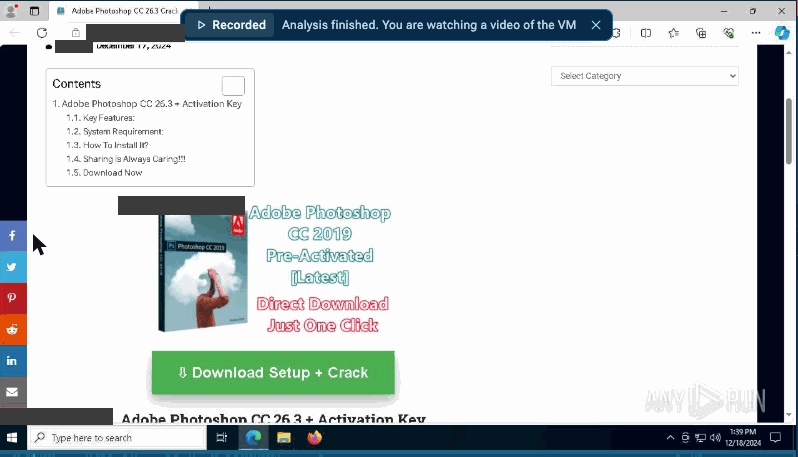 Adobe Photoshop CC 26.3 Crack
Recorded
Analysis finished. You are watching a video of the VM
December 17, 2024
Contents
1. Adobe Photoshop CC 26.3 + Activation Key
1.1. Key Features:
1.2. System Requirement:
1.3. How To Install It?
1.4. Sharing is Always Caring!!!
1.5. Download Now
Select Category
Adobe Photoshop
CC 2019
Pre-Activated
[Latest]
Direct Download
Just One Click
Ps Photoshop CC 2019
⇩ Download Setup + Crack
Adobe Photoshop CC 26.3 + Activation Key
ANY RUN
Type here to search
1:39 PM
12/18/2024